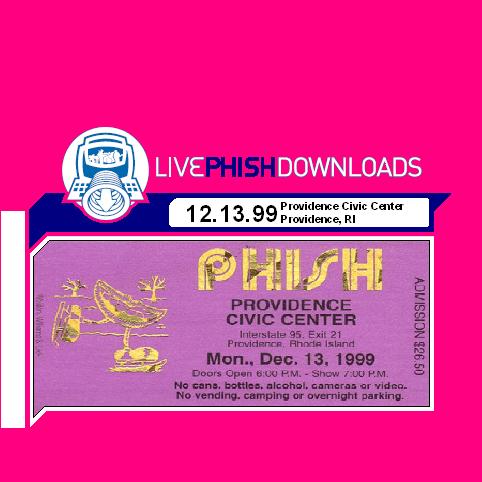 LIVEPHISHDOWNLOADS
12.13.99
Providence Civic Center
Providence, RI
PHISH
PROVIDENCE
CIVIC CENTER
Interstate 95, Exit 21
Providence, Rhode Island
Mon., Dec. 13, 1999
Doors Open 6:00 P.M. - Show 7:00 P.M.
No cans, bottles, alcohol, cameras or video.
No vending, camping or overnight parking.
ADMISSION $26.50